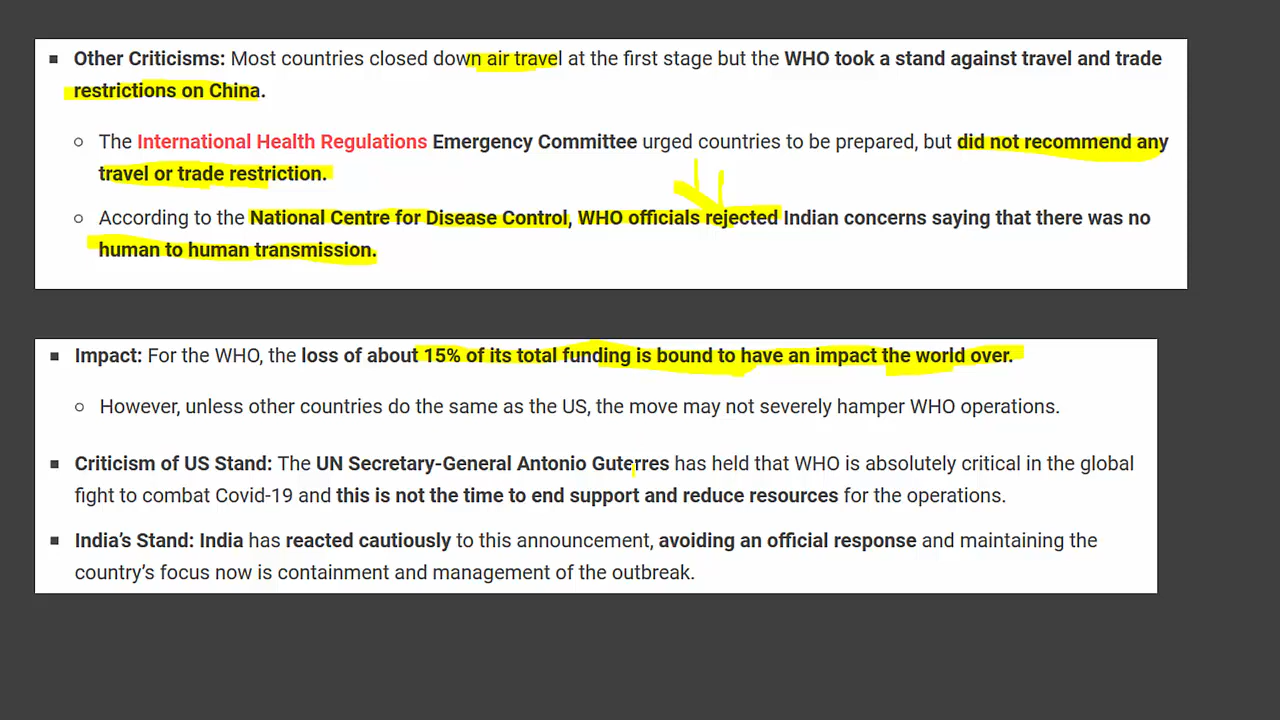 Other Criticisms: Most countries closed down air travel at the first stage but the WHO took a stand against travel and trade
restrictions on China.
The International Health Regulations Emergency Committee urged countries to be prepared, but did not recommend any
travel or trade restriction.
According to the National Centre for Disease Control, WHO officials rejected Indian concerns saying that there was no
human to human transmission.
Impact: For the WHO, the loss of about 15% of its total funding is bound to have an impact the world over.
However, unless other countries do the same as the US, the move may not severely hamper WHO operations.
Criticism of US Stand: The UN Secretary-General Antonio Guterres has held that WHO is absolutely critical in the global
fight to combat Covid-19 and this is not the time to end support and reduce resources for the operations.
India’s Stand: India has reacted cautiously to this announcement, avoiding an official response and maintaining the
country’s focus now is containment and management of the outbreak.